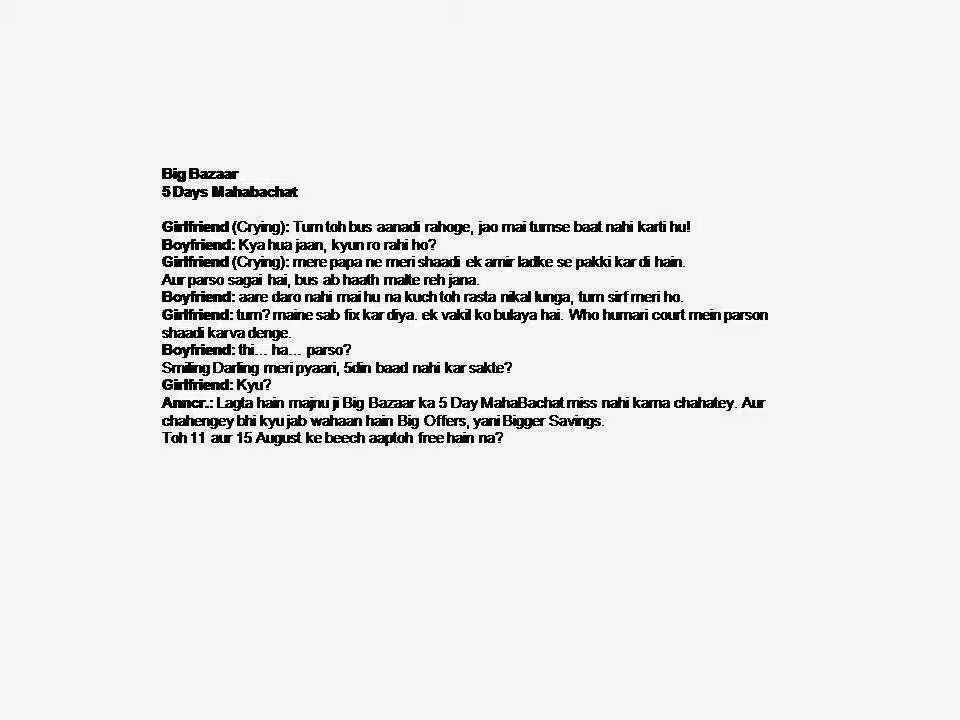 Big Bazaar
5 Days Mahabachat
Girlfriend (Crying): Tum toh bus aanadi rahoge, jao mai tumse baat nahi karti hu!
Boyfriend: Kya hua jaan, kyun ro rahi ho?
Girlfriend (Crying): mere papa ne meri shaadi ek amir ladke se pakki kar di hain.
Aur parso sagai hai, bus ab haath malte reh jana.
Boyfriend: aare daro nahi mai hu na kuch toh rasta nikal lunga, tum sirf meri ho.
Girlfriend: tum? maine sab fix kar diya. ek vakil ko bulaya hai. Who humari court mein parson
shaadi karva denge.
Boyfriend: thi... ha... parso?
Smiling Darling meri pyaari, 5din baad nahi kar sakte?
Girlfriend: Kyu?
Anncr.: Lagta hain majnu ji Big Bazaar ka 5 Day MahaBachat miss nahi karna chahatey. Aur
chahengey bhi kyu jab wahaan hain Big Offers, yani Bigger Savings.
Toh 11 aur 15 August ke beech aaptoh free hain na?